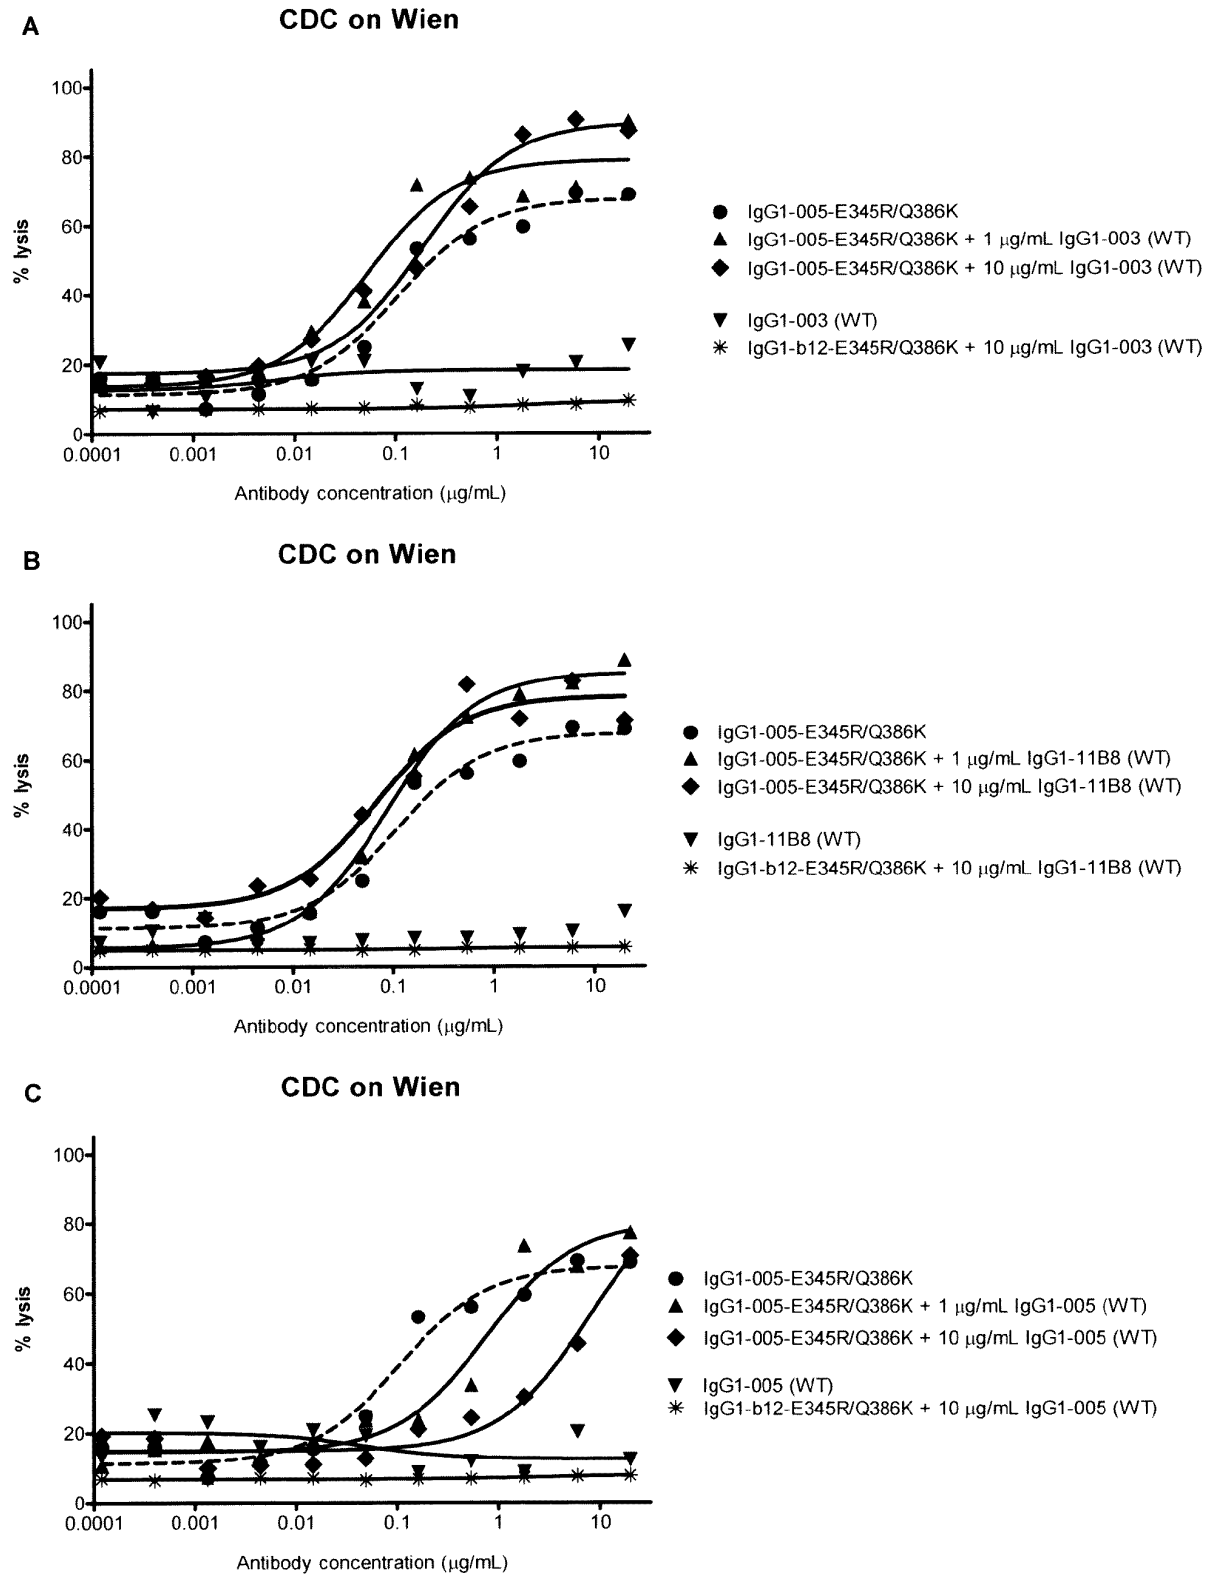 A
CDC on Wien
% lysis
100
80
60
40
20
0
0.0001 0.001 0.01 0.1 1 10
Antibody concentration (μg/mL)
IgG1-005-E345R/Q386K
IgG1-005-E345R/Q386K + 1 μg/mL IgG1-003 (WT)
IgG1-005-E345R/Q386K + 10 μg/mL IgG1-003 (WT)
IgG1-003 (WT)
IgG1-b12-E345R/Q386K + 10 μg/mL IgG1-003 (WT)
B
CDC on Wien
% lysis
100
80
60
40
20
0
0.0001 0.001 0.01 0.1 1 10
Antibody concentration (μg/mL)
IgG1-005-E345R/Q386K
IgG1-005-E345R/Q386K + 1 μg/mL IgG1-11B8 (WT)
IgG1-005-E345R/Q386K + 10 μg/mL IgG1-11B8 (WT)
IgG1-11B8 (WT)
IgG1-b12-E345R/Q386K + 10 μg/mL IgG1-11B8 (WT)
C
CDC on Wien
% lysis
100
80
60
40
20
0
0.0001 0.001 0.01 0.1 1 10
Antibody concentration (μg/mL)
IgG1-005-E345R/Q386K
IgG1-005-E345R/Q386K + 1 μg/mL IgG1-005 (WT)
IgG1-005-E345R/Q386K + 10 μg/mL IgG1-005 (WT)
IgG1-005 (WT)
IgG1-b12-E345R/Q386K + 10 μg/mL IgG1-005 (WT)